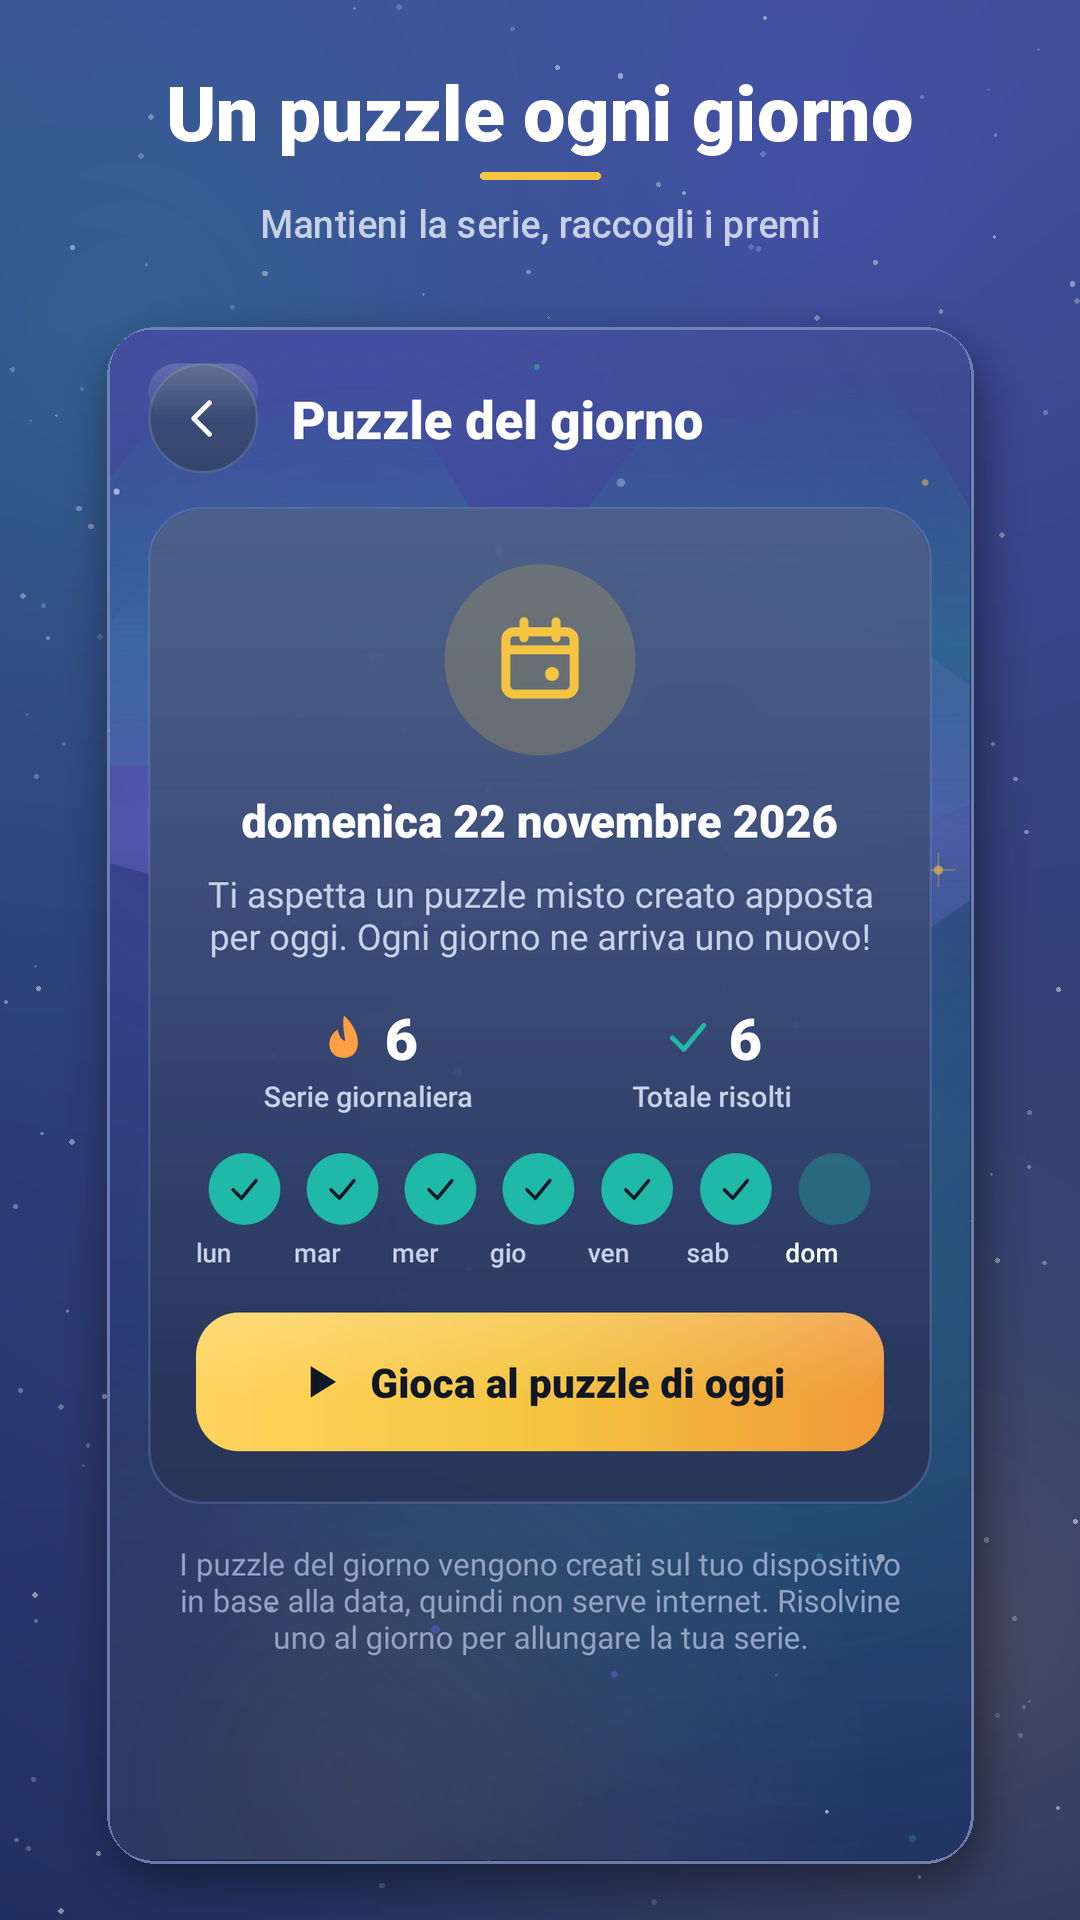 Un puzzle ogni giorno
Mantieni la serie, raccogli i premi
Puzzle del giorno
domenica 22 novembre 2026
Ti aspetta un puzzle misto creato apposta
per oggi. Ogni giorno ne arriva uno nuovo!
6 6
Serie giornaliera Totale risolti
lun mar mer gio ven sab dom
Gioca al puzzle di oggi
I puzzle del giorno vengono creati sul tuo dispositivo
in base alla data, quindi non serve internet. Risolvine
uno al giorno per allungare la tua serie.